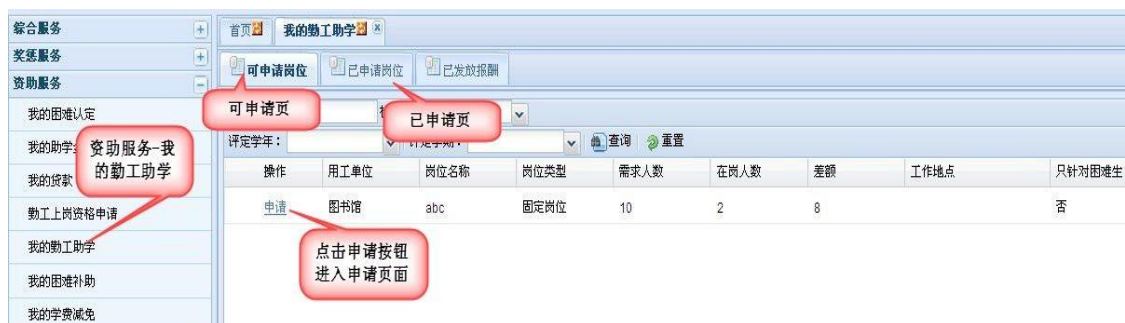 综合服务
奖惩服务
资助服务
我的困难认定
我的助学
我的贷款
勤工上岗资格申请
我的勤工助学
我的困难补助
我的学费减免
资助服务-我
的勤工助学
首页 我的勤工助学
可申请岗位 已申请岗位 已发放报酬
可申请页
已申请页
评定学年： 评定学期： 查询 重置
操作 用工单位 岗位名称 岗位类型 需求人数 在岗人数 差额 工作地点 只针对困难生
申请 图书馆 abc 固定岗位 10 2 8 否
点击申请按钮
进入申请页面